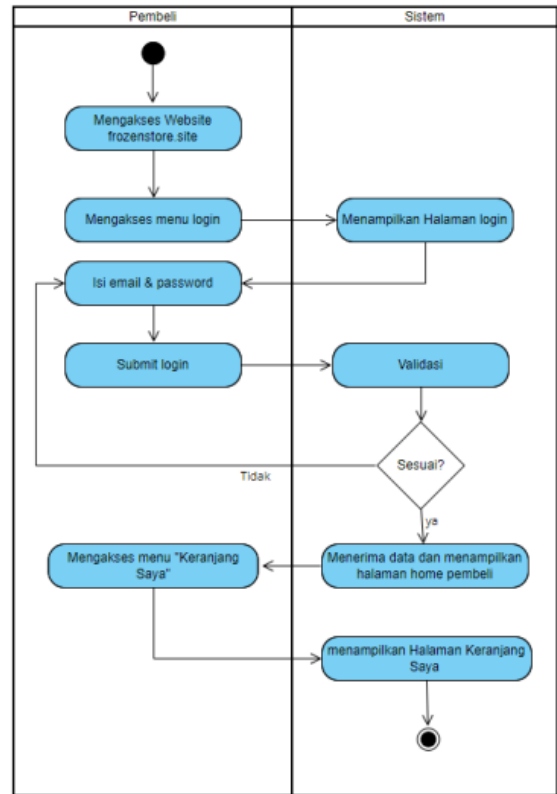 Pembeli
Sistem
Mengakses Website
frozenstore.site
Mengakses menu login
Menampilkan Halaman login
Isi email & password
Submit login
Validasi
Sesuai?
Tidak
ya
Menerima data dan menampilkan
halaman home pembeli
Mengakses menu "Keranjang
Saya"
menampilkan Halaman Keranjang
Saya